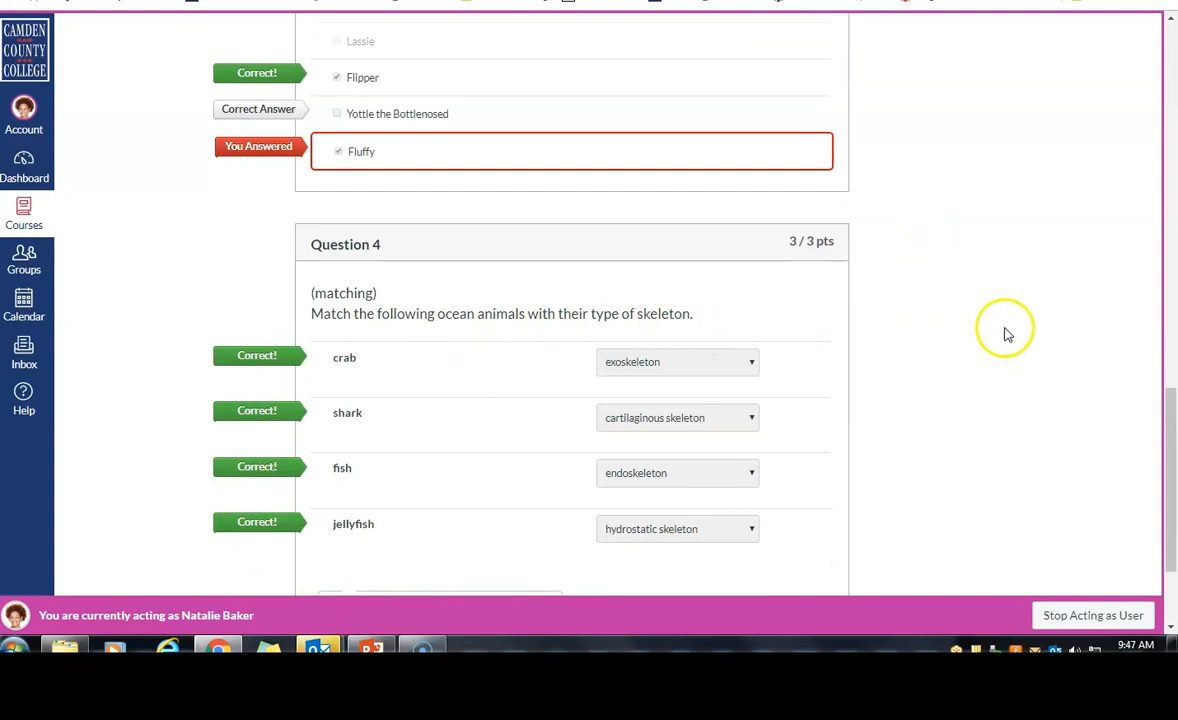 CAMDEN
COUNTY
COLLEGE
Account
Dashboard
Courses
Groups
Calendar
Inbox
Help
Lassie
Correct!
Flipper
Correct Answer
Yottle the Bottlenosed
You Answered
Fluffy
Question 4
3 / 3 pts
(matching)
Match the following ocean animals with their type of skeleton.
Correct!
crab
exoskeleton
Correct!
shark
cartilaginous skeleton
Correct!
fish
endoskeleton
Correct!
jellyfish
hydrostatic skeleton
You are currently acting as Natalie Baker
Stop Acting as User
9:47 AM